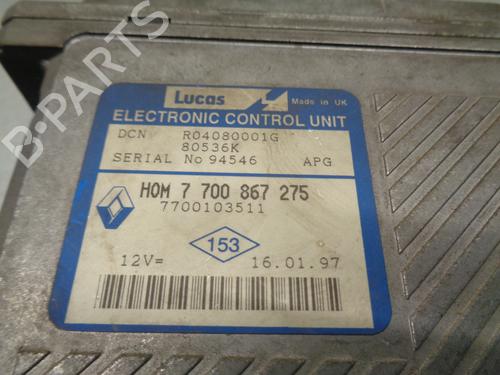 Lucas Made in UK
ELECTRONIC CONTROL UNIT
DCN R04080001G
80536K
SERIAL No 94546 APG
HOM 7 700 867 275
7700103511
153
12V= 16.01.97
B-PARTS